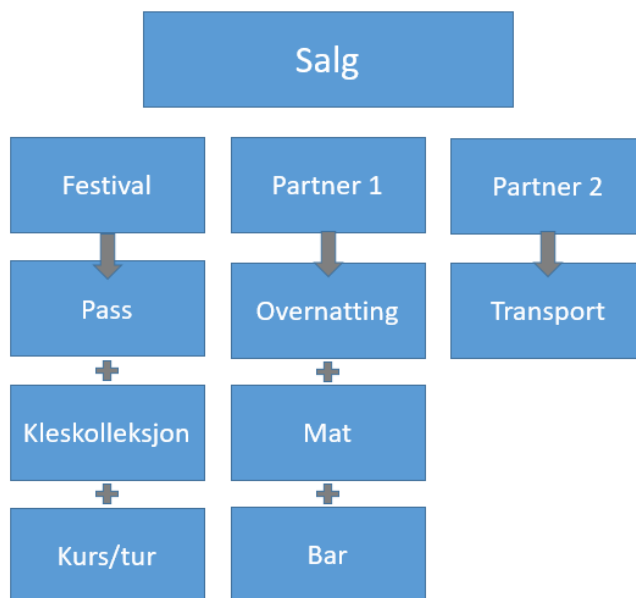 Salg
Festival
Partner 1
Partner 2
Pass
Overnatting
Transport
Kleskolleksjon
Mat
Kurs/tur
Bar